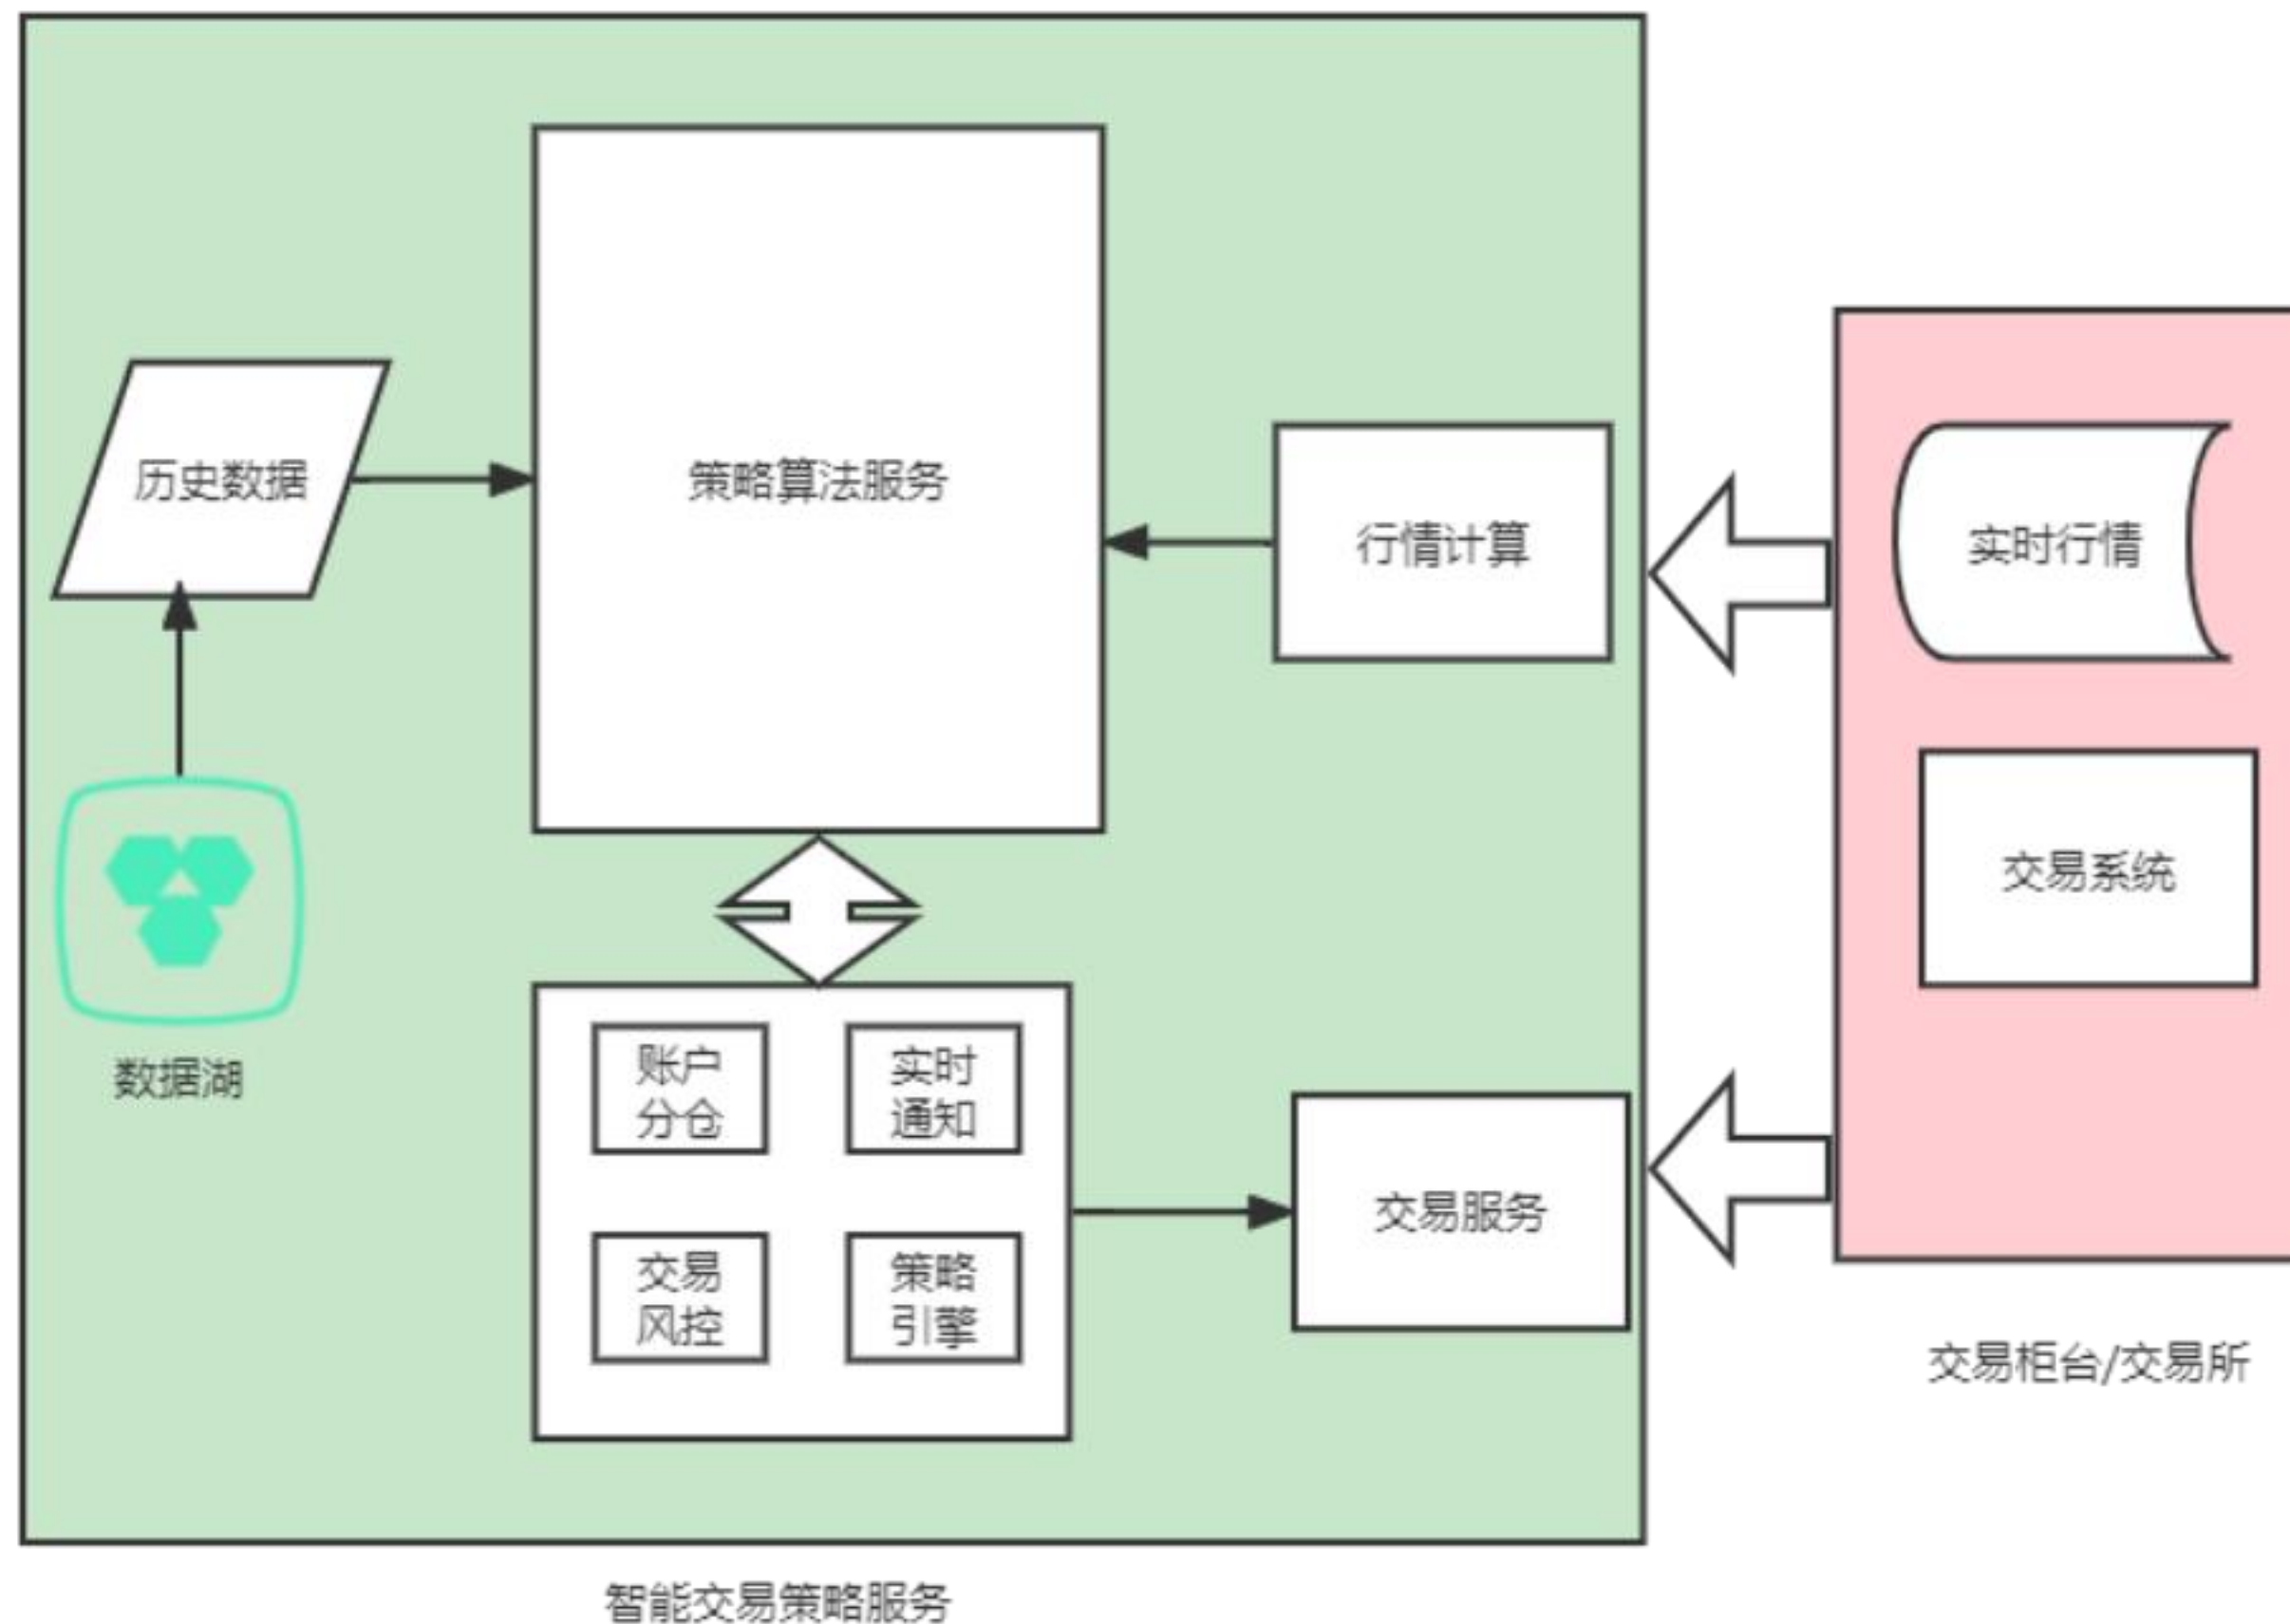 历史数据
策略算法服务
行情计算
实时行情
交易系统
数据湖
账户
分仓
实时
通知
交易
风控
策略
引擎
交易服务
交易柜台/交易所
智能交易策略服务